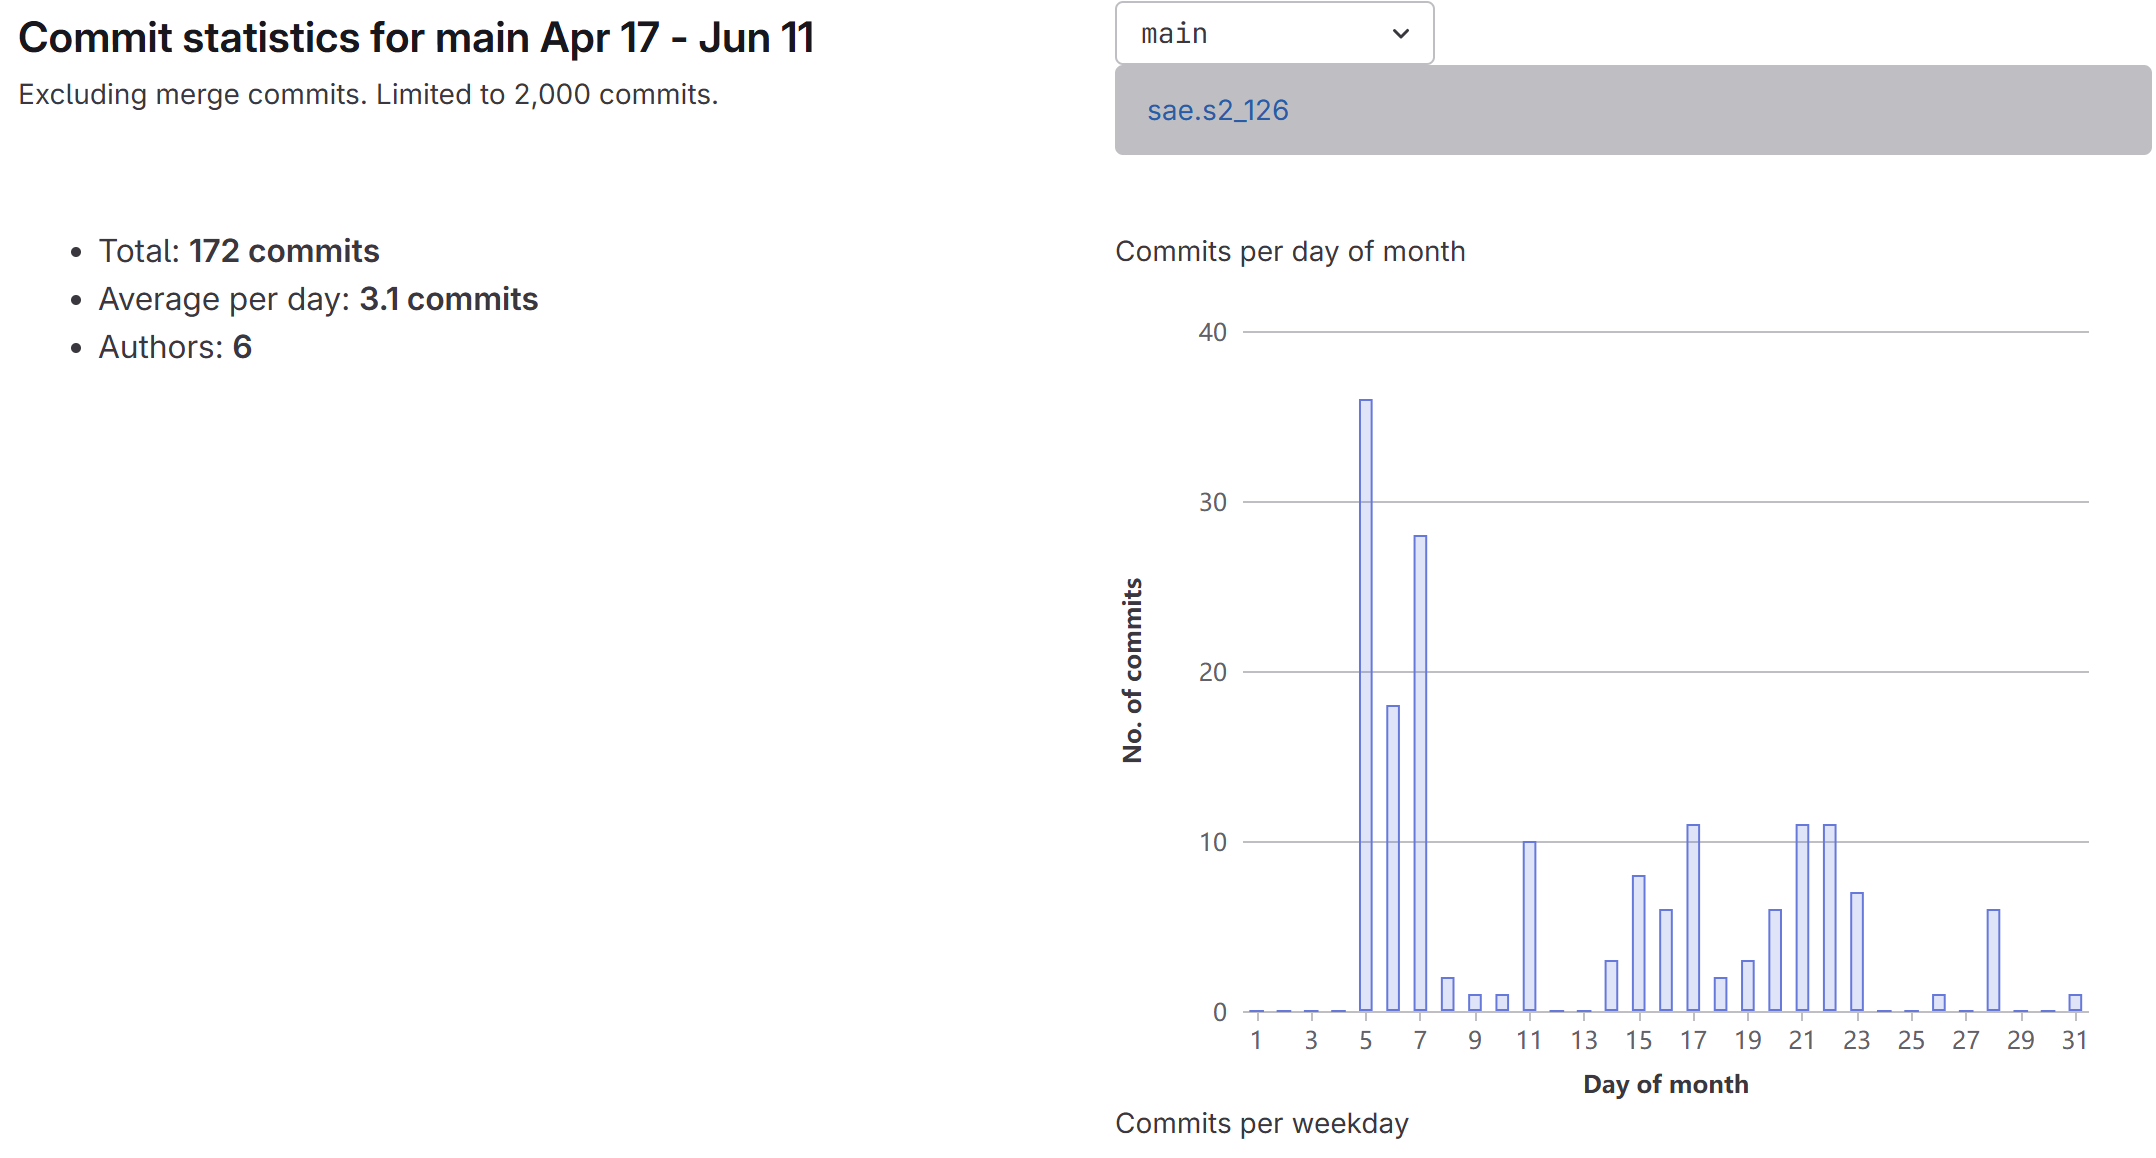 Commit statistics for main Apr 17 - Jun 11
Excluding merge commits. Limited to 2,000 commits.
main
sae.s2_126
Total: 172 commits
Average per day: 3.1 commits
Authors: 6
Commits per day of month
40
30
20
10
0
No. of commits
1 3 5 7 9 11 13 15 17 19 21 23 25 27 29 31
Day of month
Commits per weekday